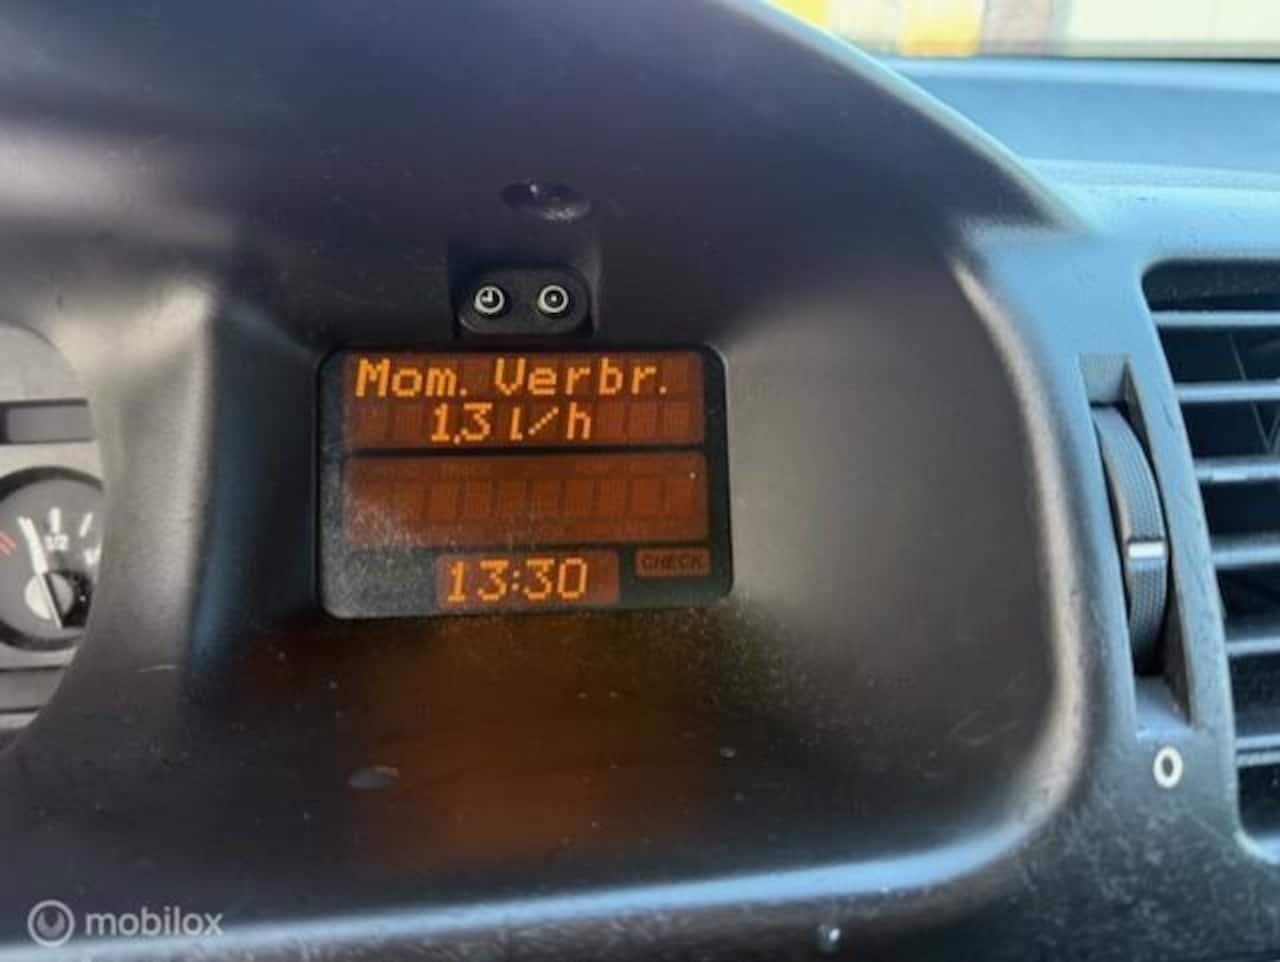 Mom. Verbr.
1,3 l/h
13:30
CHECK
1/2
mobilox